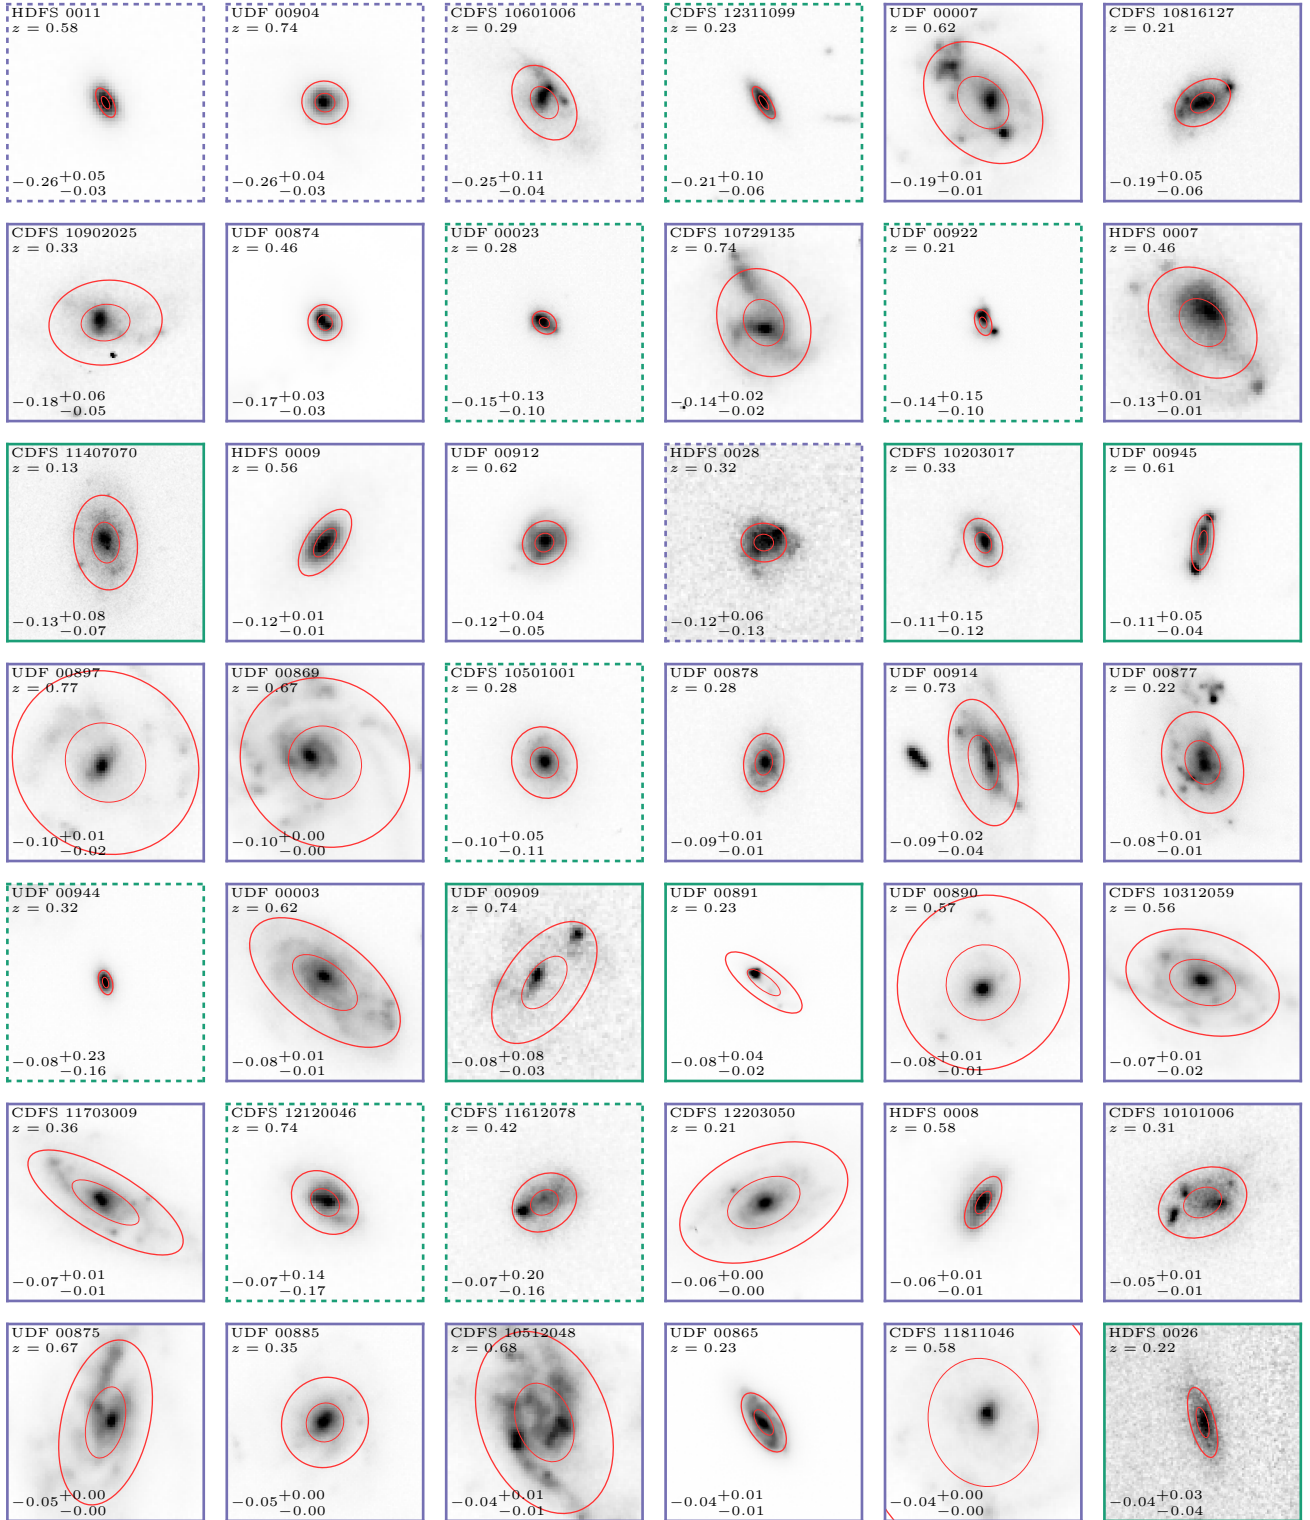 HDFS 0011
z = 0.58
−0.26+0.05
−0.03
UDF 00904
z = 0.74
−0.26+0.04
−0.03
CDFS 10601006
z = 0.29
−0.25+0.11
−0.04
CDFS 12311099
z = 0.23
−0.21+0.10
−0.06
UDF 00007
z = 0.62
−0.19+0.01
−0.01
CDFS 10816127
z = 0.21
−0.19+0.05
−0.06
CDFS 10902025
z = 0.33
−0.18+0.06
−0.05
UDF 00874
z = 0.46
−0.17+0.03
−0.03
UDF 00023
z = 0.28
−0.15+0.13
−0.10
CDFS 10729135
z = 0.74
−0.14+0.02
−0.02
UDF 00922
z = 0.21
−0.14+0.15
−0.10
HDFS 0007
z = 0.46
−0.13+0.01
−0.01
CDFS 11407070
z = 0.13
−0.13+0.08
−0.07
HDFS 0009
z = 0.56
−0.12+0.01
−0.01
UDF 00912
z = 0.62
−0.12+0.04
−0.05
HDFS 0028
z = 0.32
−0.12+0.06
−0.13
CDFS 10203017
z = 0.33
−0.11+0.15
−0.12
UDF 00945
z = 0.61
−0.11+0.05
−0.04
UDF 00897
z = 0.77
−0.10+0.01
−0.02
UDF 00869
z = 0.67
−0.10+0.00
−0.00
CDFS 10501001
z = 0.28
−0.10+0.05
−0.11
UDF 00878
z = 0.28
−0.09+0.01
−0.01
UDF 00914
z = 0.73
−0.09+0.02
−0.04
UDF 00877
z = 0.22
−0.08+0.01
−0.01
UDF 00944
z = 0.32
−0.08+0.23
−0.16
UDF 00003
z = 0.62
−0.08+0.01
−0.01
UDF 00909
z = 0.74
−0.08+0.08
−0.03
UDF 00891
z = 0.23
−0.08+0.04
−0.02
UDF 00890
z = 0.57
−0.08+0.01
−0.01
CDFS 10312059
z = 0.56
−0.07+0.01
−0.02
CDFS 11703009
z = 0.36
−0.07+0.01
−0.01
CDFS 12120046
z = 0.74
−0.07+0.14
−0.17
CDFS 11612078
z = 0.42
−0.07+0.20
−0.16
CDFS 12203050
z = 0.21
−0.06+0.00
−0.00
HDFS 0008
z = 0.58
−0.06+0.01
−0.01
CDFS 10101006
z = 0.31
−0.05+0.01
−0.01
UDF 00875
z = 0.67
−0.05+0.00
−0.00
UDF 00885
z = 0.35
−0.05+0.00
−0.00
CDFS 10512048
z = 0.68
−0.04+0.01
−0.01
UDF 00865
z = 0.23
−0.04+0.01
−0.01
CDFS 11811046
z = 0.58
−0.04+0.00
−0.00
HDFS 0026
z = 0.22
−0.04+0.03
−0.04